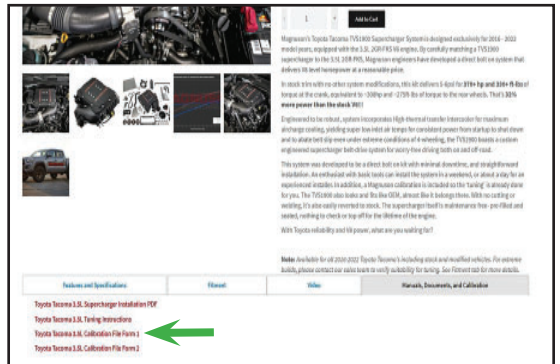 1
Add to Cart
Magnuson's Toyota Tacoma TVS1900 Supercharger System is designed exclusively for 2016 - 2022
model years, equipped with the 3.5L 2GR-FKS V6 engine. By carefully matching a TVS1900
supercharger to the 3.5L 2GR-FKS, Magnuson engineers have developed a direct bolt on system that
delivers V8 level horsepower at a reasonable price.
In stock trim with no other system modifications, this kit delivers 5-6psi for 370+ hp and 330+ ft-lbs of
torque at the crank, equivalent to ~300hp and ~275ft lbs of torque to the rear wheels. That's 32%
more power than the stock V6!!
Engineered to be robust, system incorporates High thermal transfer intercooler for maximum
aircharge cooling, yielding super low inlet air temps for consistent power from startup to shut down
and to abate belt slip even under extreme conditions of 4-wheeling, the TVS1900 boasts a custom
engineered supercharger belt-drive system for worry-free driving both on and off-road.
This system was developed to be a direct bolt on kit with minimal downtime, and straightforward
installation. An enthusiast with basic tools can install the system in a weekend, or about a day for an
experienced installer. In addition, a Magnuson calibration is included so the 'tuning' is already done
for you. The TVS1900 also looks and fits like OEM, almost like it belongs there. With no cutting or
welding, it's also easily reverted to stock. The supercharger itself is maintenance free- pre-filled and
sealed, nothing to check or top off for the lifetime of the engine.
With Toyota reliability and V8 power, what are you waiting for?
Note: Available for all 2016-2022 Toyota Tacoma's including stock and modified vehicles. For extreme
builds, please contact our sales team to verify suitability for tuning. See Fitment tab for more details.
Features and Specifications
Fitment
Video
Manuals, Documents, and Calibration
Toyota Tacoma 3.5L Supercharger Installation PDF
Toyota Tacoma 3.5L Tuning Instructions
Toyota Tacoma 3.5L Calibration File Form 1
Toyota Tacoma 3.5L Calibration File Form 2